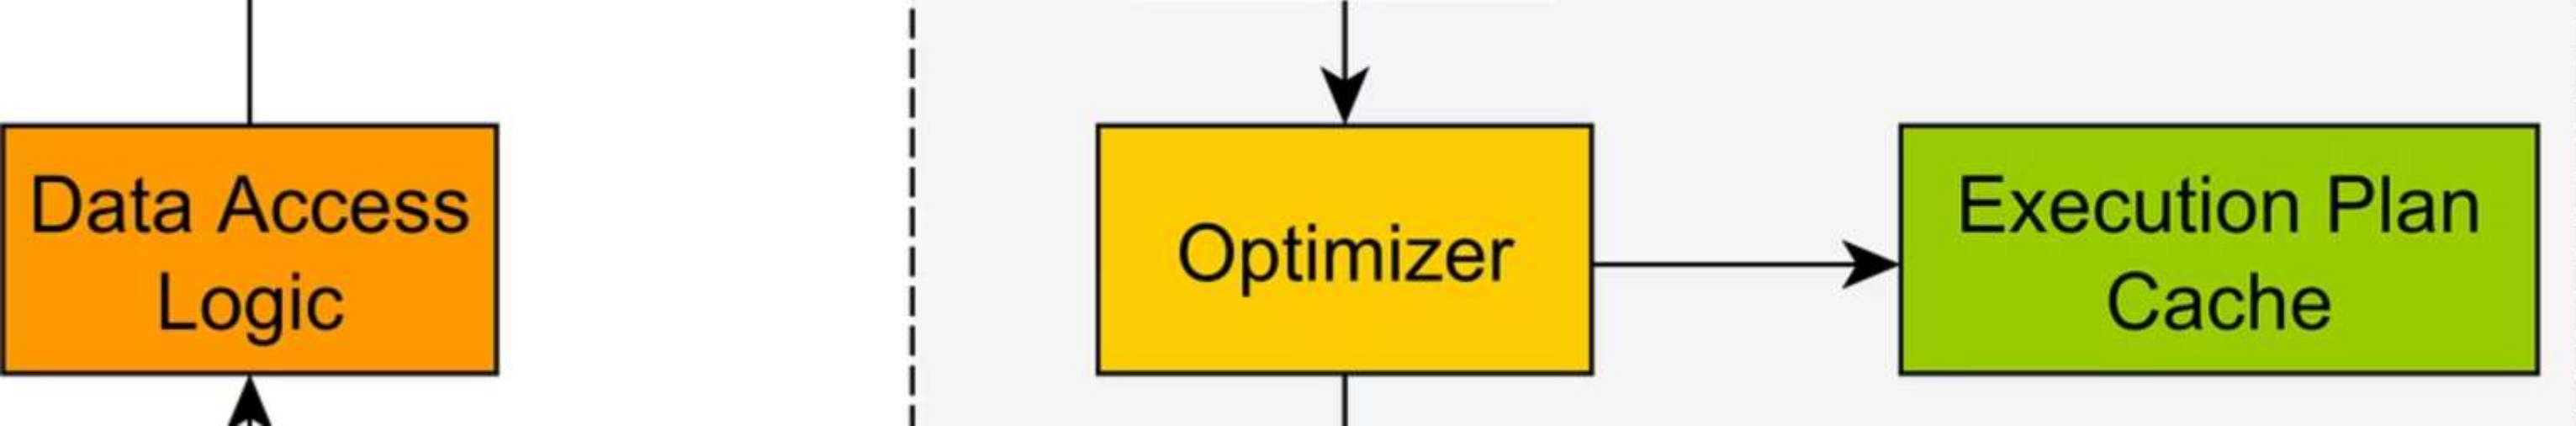 Data Access
Logic
Optimizer
Execution Plan
Cache